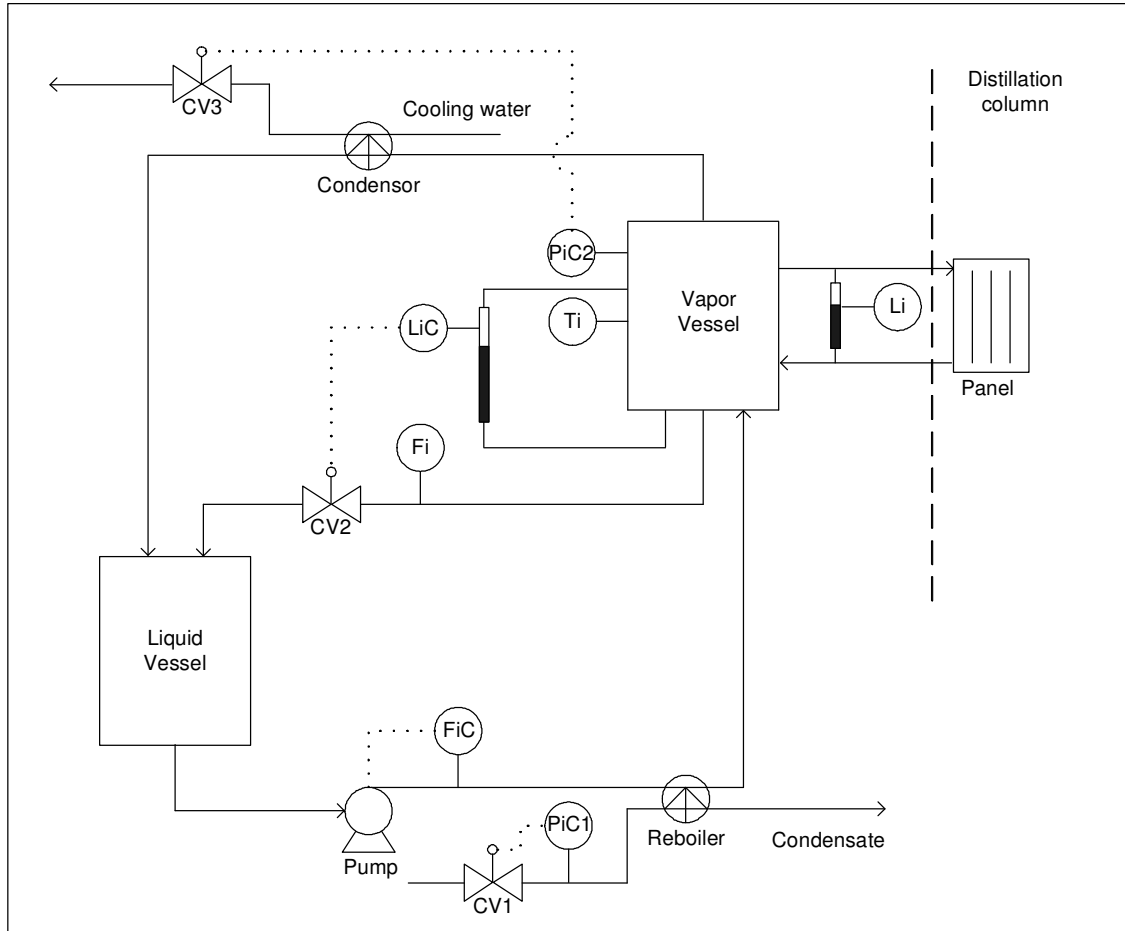 Distillation
column
CV3
Cooling water
Condensor
PiC2
Vapor
Vessel
LiC
Ti
Li
Panel
Fi
CV2
Liquid
Vessel
FiC
PiC1
Reboiler
Condensate
Pump
CV1